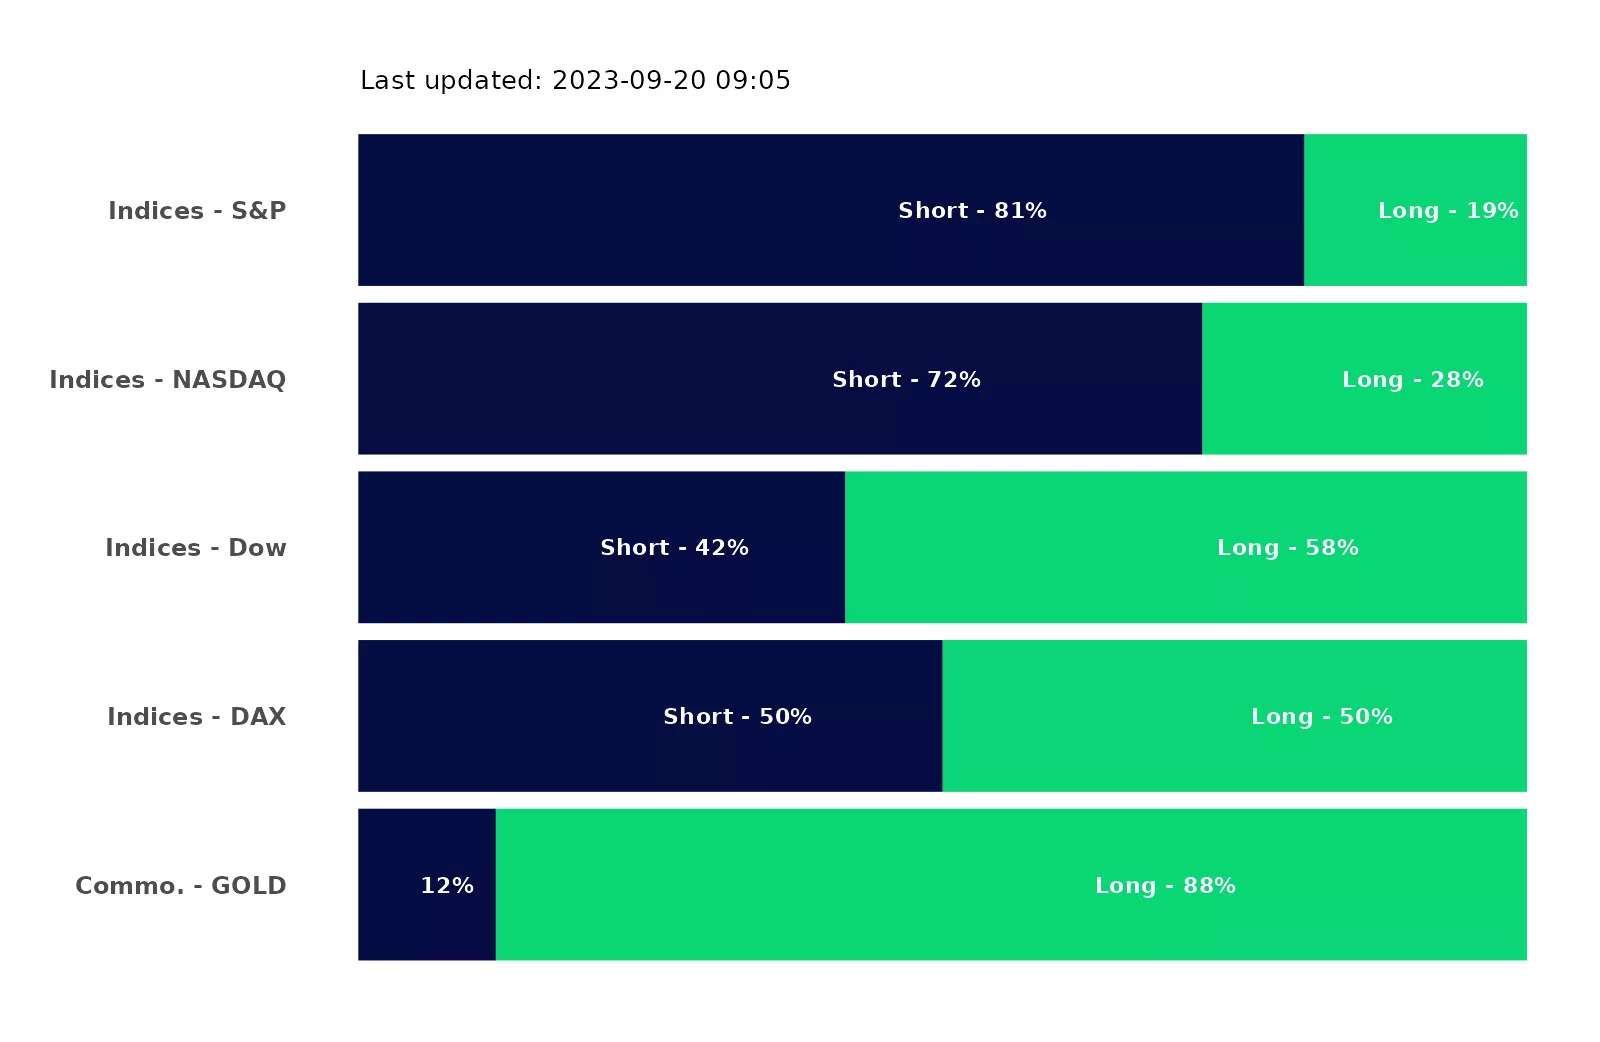 Last updated: 2023-09-20 09:05
Indices - S&P Short - 81% Long - 19%
Indices - NASDAQ Short - 72% Long - 28%
Indices - Dow Short - 42% Long - 58%
Indices - DAX Short - 50% Long - 50%
Commo. - GOLD 12% Long - 88%